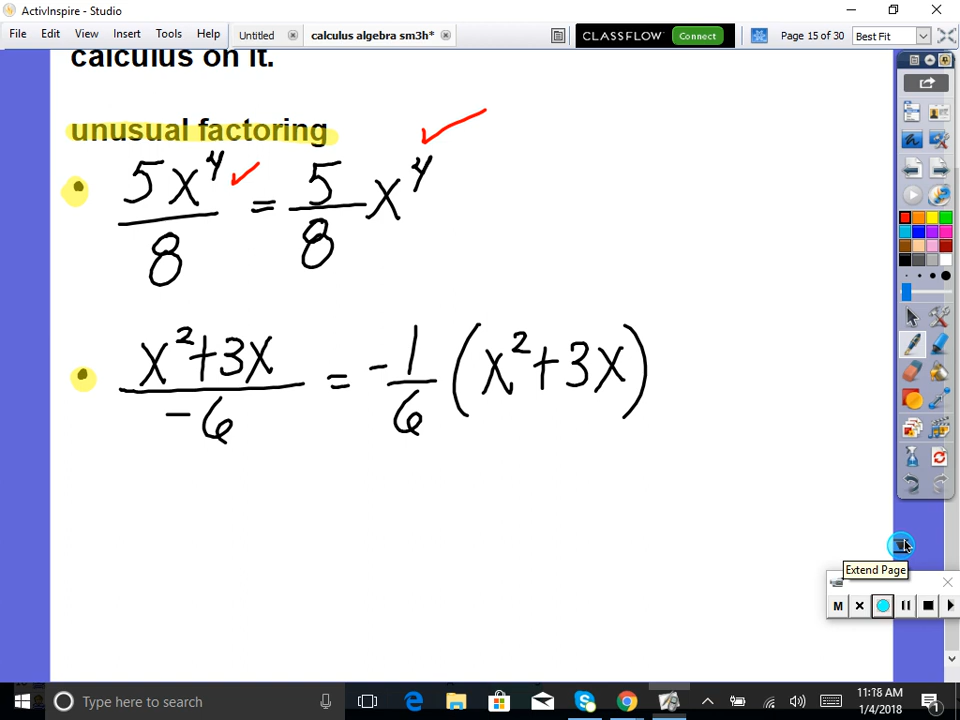 ActivInspire - Studio
File Edit View Insert Tools Help Untitled calculus algebra sm3h* CLASSFLOW Connect Page 15 of 30 Best Fit
calculus on it.
unusual factoring
5x⁴/8 = 5/8 x⁴
(x²+3x)/-6 = -1/6 (x²+3x)
Extend Page
M
Type here to search
11:18 AM
1/4/2018
1